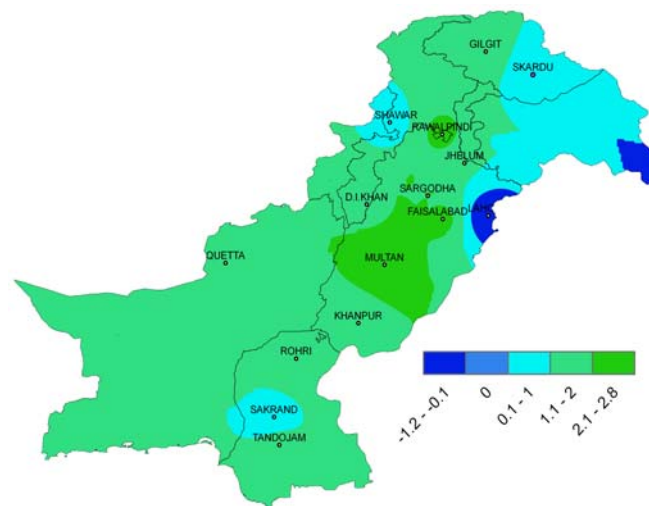 GILGIT
SKARDU
SHAWAR
RAWALPINDI
JHELUM
SARGODHA
D.I.KHAN
FAISALABAD
LAHO
QUETTA
MULTAN
KHANPUR
ROHRI
SAKRAND
TANDOJAM
-1.2 - -0.1
0
0.1 - 1
1.1 - 2
2.1 - 2.8